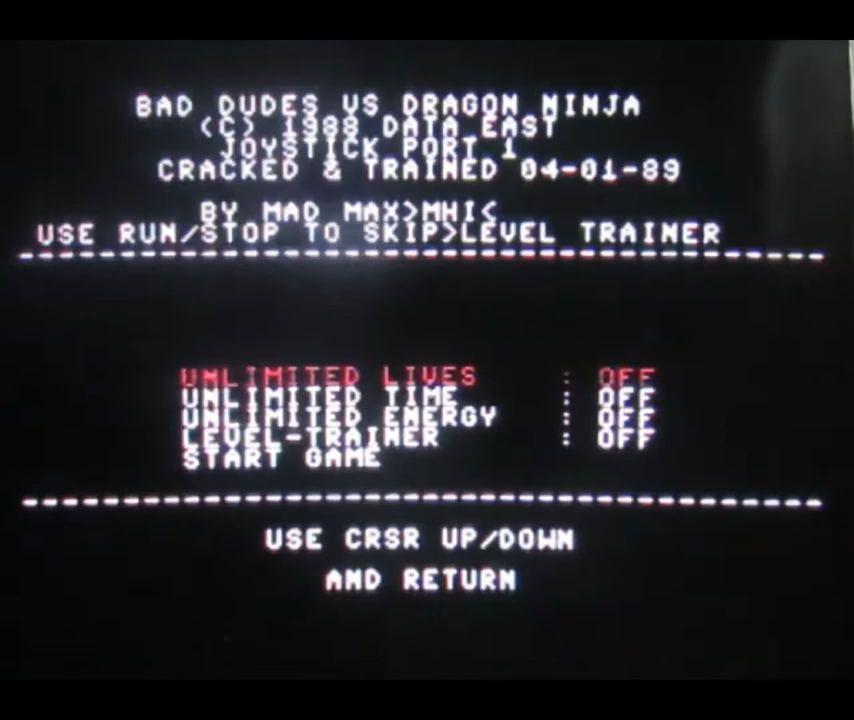 BAD DUDES VS DRAGON NINJA
(C) 1988 DATA EAST
JOYSTICK PORT 1
CRACKED & TRAINED 04-01-89
BY MAD MAX>MHI<
USE RUN/STOP TO SKIP>LEVEL TRAINER
UNLIMITED LIVES : OFF
UNLIMITED TIME : OFF
UNLIMITED ENERGY : OFF
LEVEL-TRAINER : OFF
START GAME
USE CRSR UP/DOWN
AND RETURN